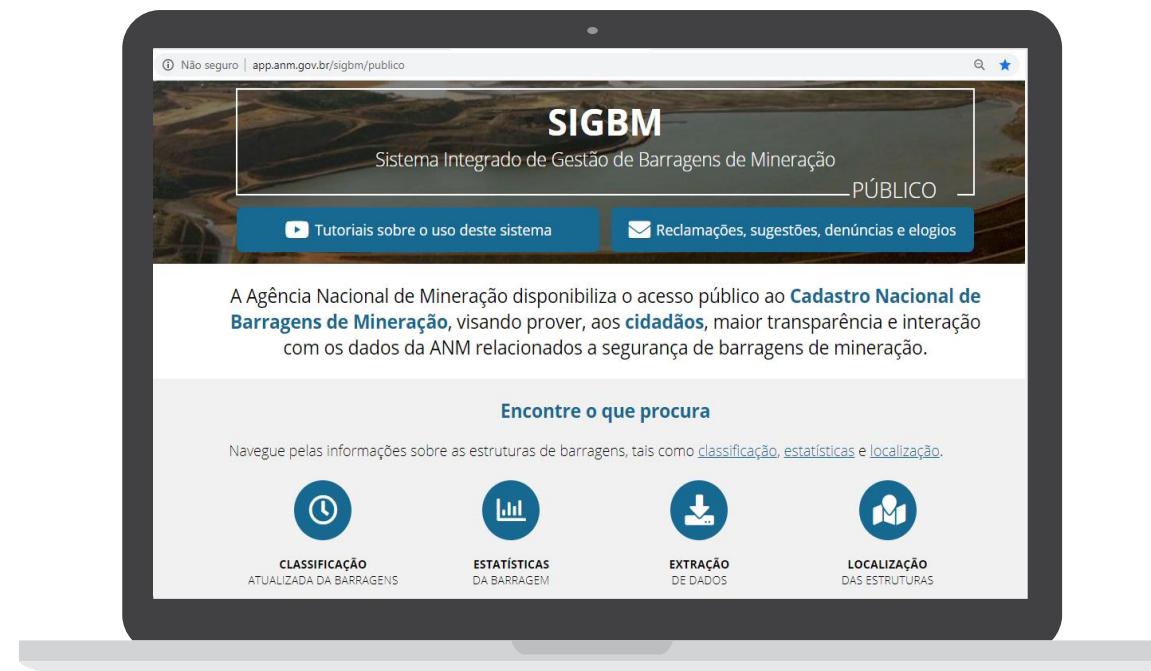 Não seguro | app.anm.gov.br/sigbm/publico
SIGBM
Sistema Integrado de Gestão de Barragens de Mineração
PÚBLICO
Tutoriais sobre o uso deste sistema
Reclamações, sugestões, denúncias e elogios
A Agência Nacional de Mineração disponibiliza o acesso público ao Cadastro Nacional de
Barragens de Mineração, visando prover, aos cidadãos, maior transparência e interação
com os dados da ANM relacionados a segurança de barragens de mineração.
Encontre o que procura
Navegue pelas informações sobre as estruturas de barragens, tais como classificação, estatísticas e localização.
CLASSIFICAÇÃO
ATUALIZADA DA BARRAGENS
ESTATÍSTICAS
DA BARRAGEM
EXTRAÇÃO
DE DADOS
LOCALIZAÇÃO
DAS ESTRUTURAS